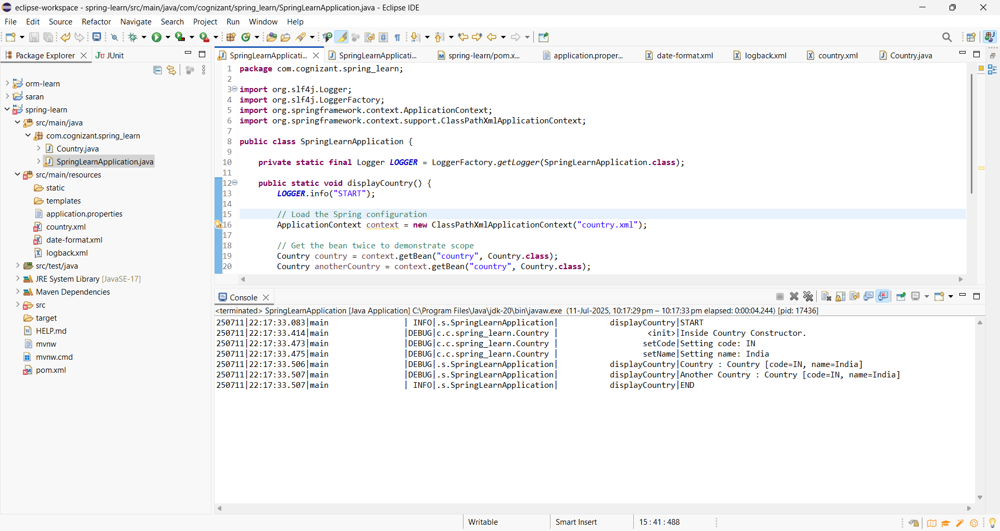 eclipse-workspace - spring-learn/src/main/java/com/cognizant/spring_learn/SpringLearnApplication.java - Eclipse IDE
File Edit Source Refactor Navigate Search Project Run Window Help
Package Explorer
JUnit
orm-learn
saran
spring-learn
src/main/java
com.cognizant.spring_learn
Country.java
SpringLearnApplication.java
src/main/resources
static
templates
application.properties
country.xml
date-format.xml
logback.xml
src/test/java
JRE System Library [JavaSE-17]
Maven Dependencies
src
target
HELP.md
mvnw
mvnw.cmd
pom.xml
SpringLearnApplicati... SpringLearnApplicati... spring-learn/pom.x... application.proper... date-format.xml logback.xml country.xml Country.java
1 package com.cognizant.spring_learn;
2
3 import org.slf4j.Logger;
4 import org.slf4j.LoggerFactory;
5 import org.springframework.context.ApplicationContext;
6 import org.springframework.context.support.ClassPathXmlApplicationContext;
7
8 public class SpringLearnApplication {
9
10 private static final Logger LOGGER = LoggerFactory.getLogger(SpringLearnApplication.class);
11
12 public static void displayCountry() {
13 LOGGER.info("START");
14
15 // Load the Spring configuration
16 ApplicationContext context = new ClassPathXmlApplicationContext("country.xml");
17
18 // Get the bean twice to demonstrate scope
19 Country country = context.getBean("country", Country.class);
20 Country anotherCountry = context.getBean("country", Country.class);
Console
<terminated> SpringLearnApplication [Java Application] C:\Program Files\Java\jdk-20\bin\javaw.exe (11-Jul-2025, 10:17:29 pm – 10:17:33 pm elapsed: 0:00:04.244) [pid: 17436]
250711|22:17:33.083|main | INFO|.s.SpringLearnApplication| displayCountry|START
250711|22:17:33.414|main |DEBUG|c.c.spring_learn.Country | <init>|Inside Country Constructor.
250711|22:17:33.473|main |DEBUG|c.c.spring_learn.Country | setCode|Setting code: IN
250711|22:17:33.475|main |DEBUG|c.c.spring_learn.Country | setName|Setting name: India
250711|22:17:33.506|main |DEBUG|.s.SpringLearnApplication| displayCountry|Country : Country [code=IN, name=India]
250711|22:17:33.507|main |DEBUG|.s.SpringLearnApplication| displayCountry|Another Country : Country [code=IN, name=India]
250711|22:17:33.507|main | INFO|.s.SpringLearnApplication| displayCountry|END
Writable Smart Insert 15 : 41 : 488